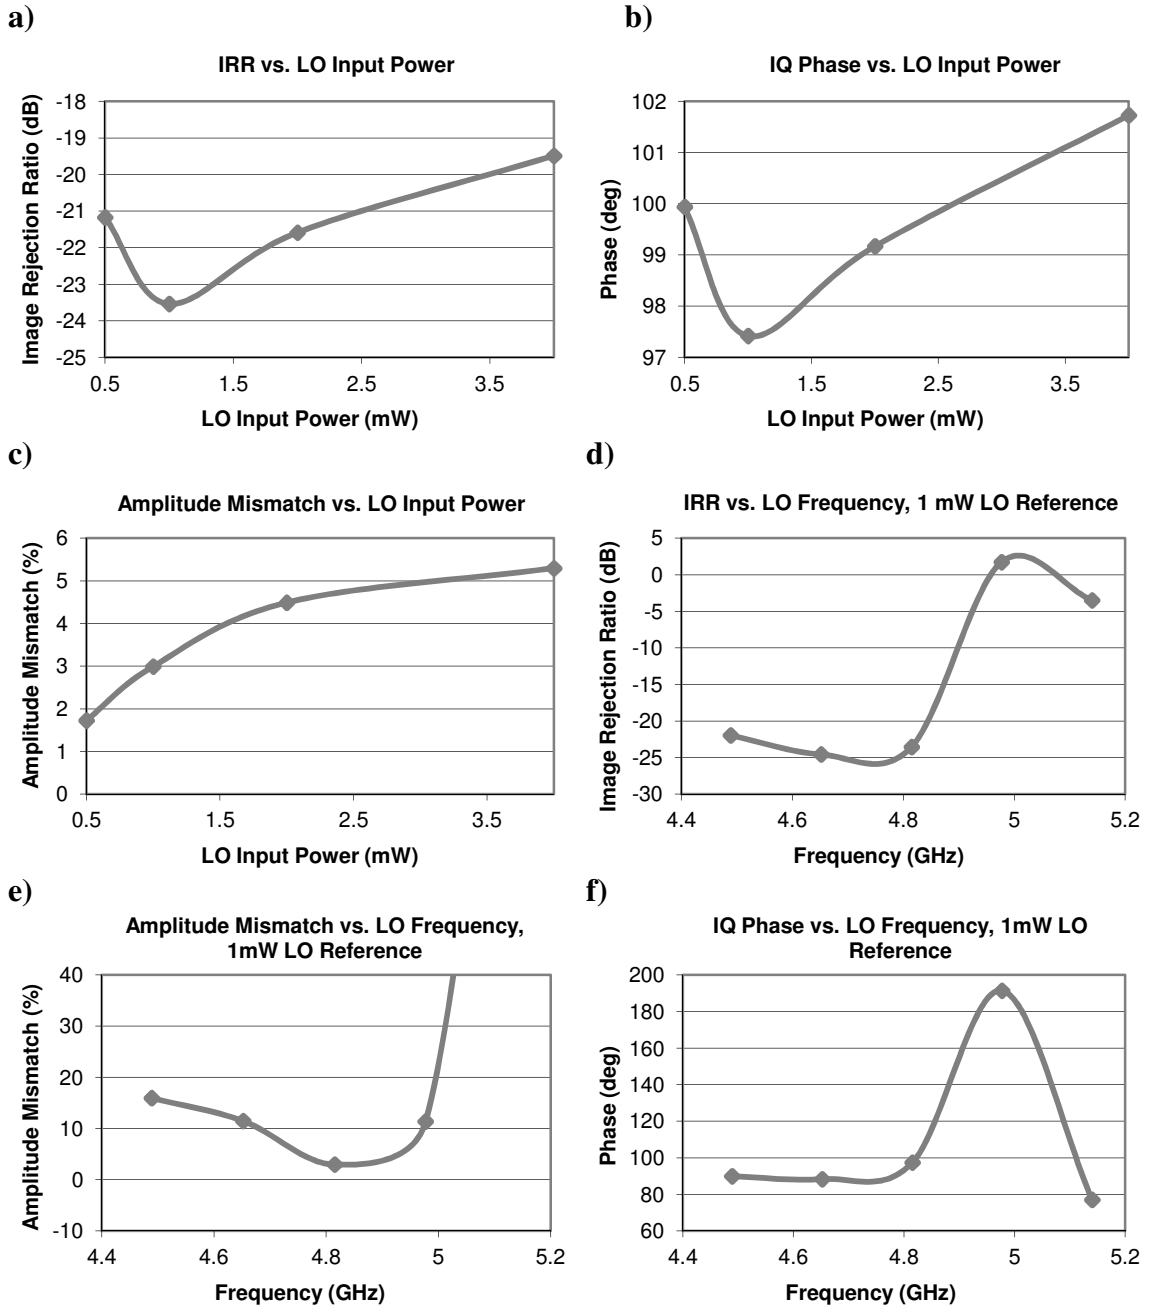 a)
IRR vs. LO Input Power
Image Rejection Ratio (dB)
-18
-19
-20
-21
-22
-23
-24
-25
0.5 1.5 2.5 3.5
LO Input Power (mW)
b)
IQ Phase vs. LO Input Power
Phase (deg)
102
101
100
99
98
97
0.5 1.5 2.5 3.5
LO Input Power (mW)
c)
Amplitude Mismatch vs. LO Input Power
Amplitude Mismatch (%)
6
5
4
3
2
1
0
0.5 1.5 2.5 3.5
LO Input Power (mW)
d)
IRR vs. LO Frequency, 1 mW LO Reference
Image Rejection Ratio (dB)
5
0
-5
-10
-15
-20
-25
-30
4.4 4.6 4.8 5 5.2
Frequency (GHz)
e)
Amplitude Mismatch vs. LO Frequency,
1mW LO Reference
Amplitude Mismatch (%)
40
30
20
10
0
-10
4.4 4.6 4.8 5 5.2
Frequency (GHz)
f)
IQ Phase vs. LO Frequency, 1mW LO
Reference
Phase (deg)
200
180
160
140
120
100
80
60
4.4 4.6 4.8 5 5.2
Frequency (GHz)